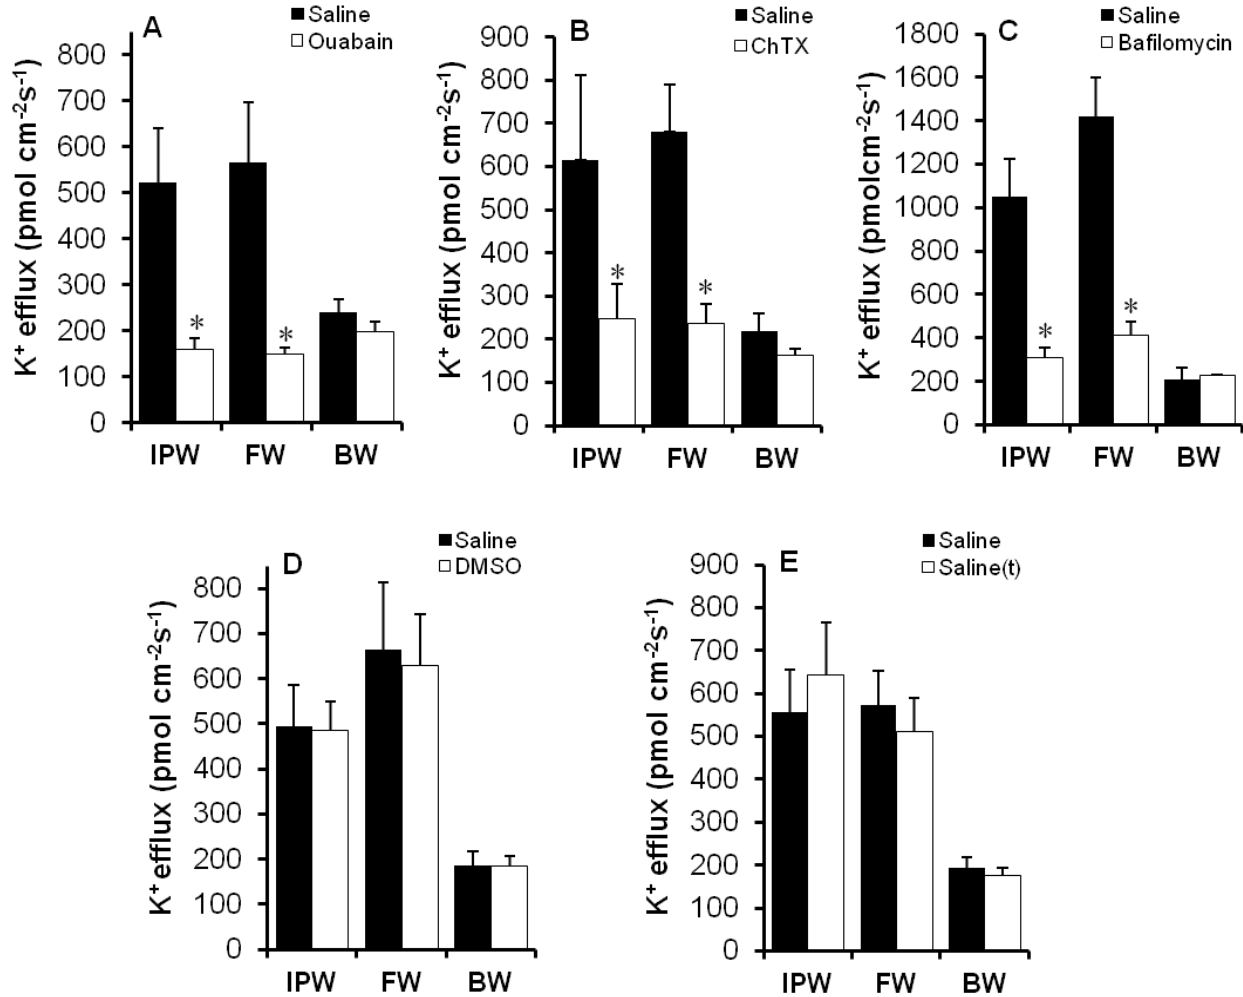 A
Saline
Ouabain
K⁺ efflux (pmol cm⁻²s⁻¹)
800
700
600
500
400
300
200
100
0
*
*
IPW FW BW
B
Saline
ChTX
K⁺ efflux (pmol cm⁻²s⁻¹)
900
800
700
600
500
400
300
200
100
0
*
*
IPW FW BW
C
Saline
Bafilomycin
K⁺ efflux (pmolcm⁻²s⁻¹)
1800
1600
1400
1200
1000
800
600
400
200
0
*
*
IPW FW BW
D
Saline
DMSO
K⁺ efflux (pmol cm⁻²s⁻¹)
800
700
600
500
400
300
200
100
0
IPW FW BW
E
Saline
Saline(t)
K⁺ efflux (pmol cm⁻²s⁻¹)
900
800
700
600
500
400
300
200
100
0
IPW FW BW